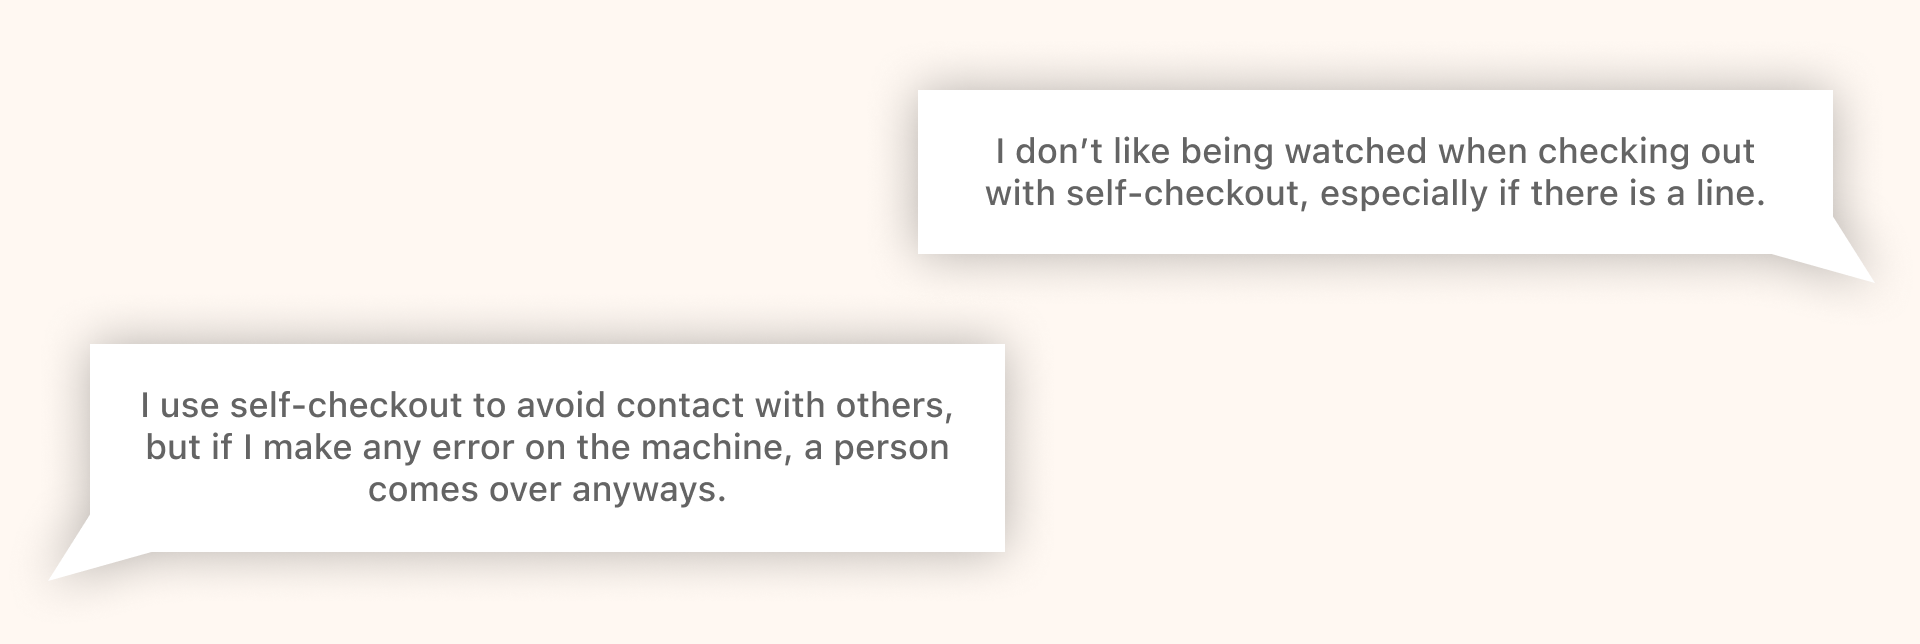 I don’t like being watched when checking out
with self-checkout, especially if there is a line.
I use self-checkout to avoid contact with others,
but if I make any error on the machine, a person
comes over anyways.